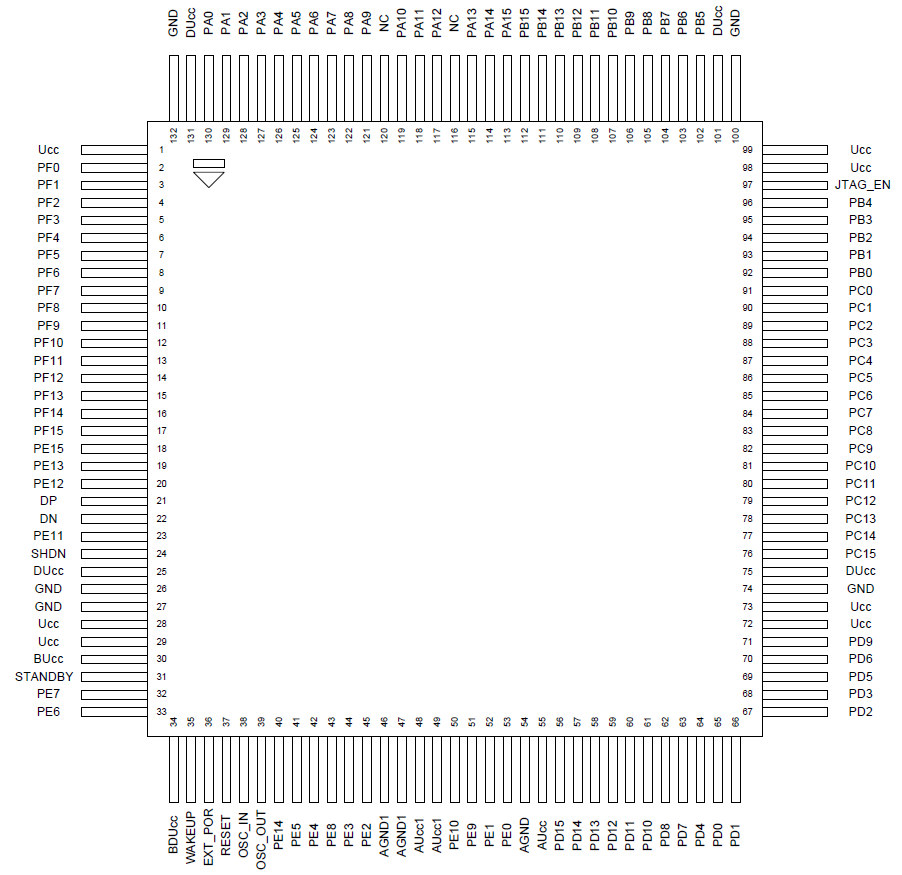 GND DUcc PA0 PA1 PA2 PA3 PA4 PA5 PA6 PA7 PA8 PA9 NC PA10 PA11 PA12 NC PA13 PA14 PA15 PB15 PB14 PB13 PB12 PB11 PB10 PB9 PB8 PB7 PB6 PB5 DUcc GND
132 131 130 129 128 127 126 125 124 123 122 121 120 119 118 117 116 115 114 113 112 111 110 109 108 107 106 105 104 103 102 101 100
Ucc 1 99 Ucc
PF0 2 98 Ucc
PF1 3 97 JTAG_EN
PF2 4 96 PB4
PF3 5 95 PB3
PF4 6 94 PB2
PF5 7 93 PB1
PF6 8 92 PB0
PF7 9 91 PC0
PF8 10 90 PC1
PF9 11 89 PC2
PF10 12 88 PC3
PF11 13 87 PC4
PF12 14 86 PC5
PF13 15 85 PC6
PF14 16 84 PC7
PF15 17 83 PC8
PE15 18 82 PC9
PE13 19 81 PC10
PE12 20 80 PC11
DP 21 79 PC12
DN 22 78 PC13
PE11 23 77 PC14
SHDN 24 76 PC15
DUcc 25 75 DUcc
GND 26 74 GND
GND 27 73 Ucc
Ucc 28 72 Ucc
Ucc 29 71 PD9
BUcc 30 70 PD6
STANDBY 31 69 PD5
PE7 32 68 PD3
PE6 33 67 PD2
34 35 36 37 38 39 40 41 42 43 44 45 46 47 48 49 50 51 52 53 54 55 56 57 58 59 60 61 62 63 64 65 66
BDUcc WAKEUP EXT_POR RESET OSC_IN OSC_OUT PE14 PE5 PE4 PE8 PE3 PE2 AGND1 AGND1 AUcc1 AUcc1 PE10 PE9 PE1 PE0 AGND AUcc PD15 PD14 PD13 PD12 PD11 PD10 PD8 PD7 PD4 PD0 PD1